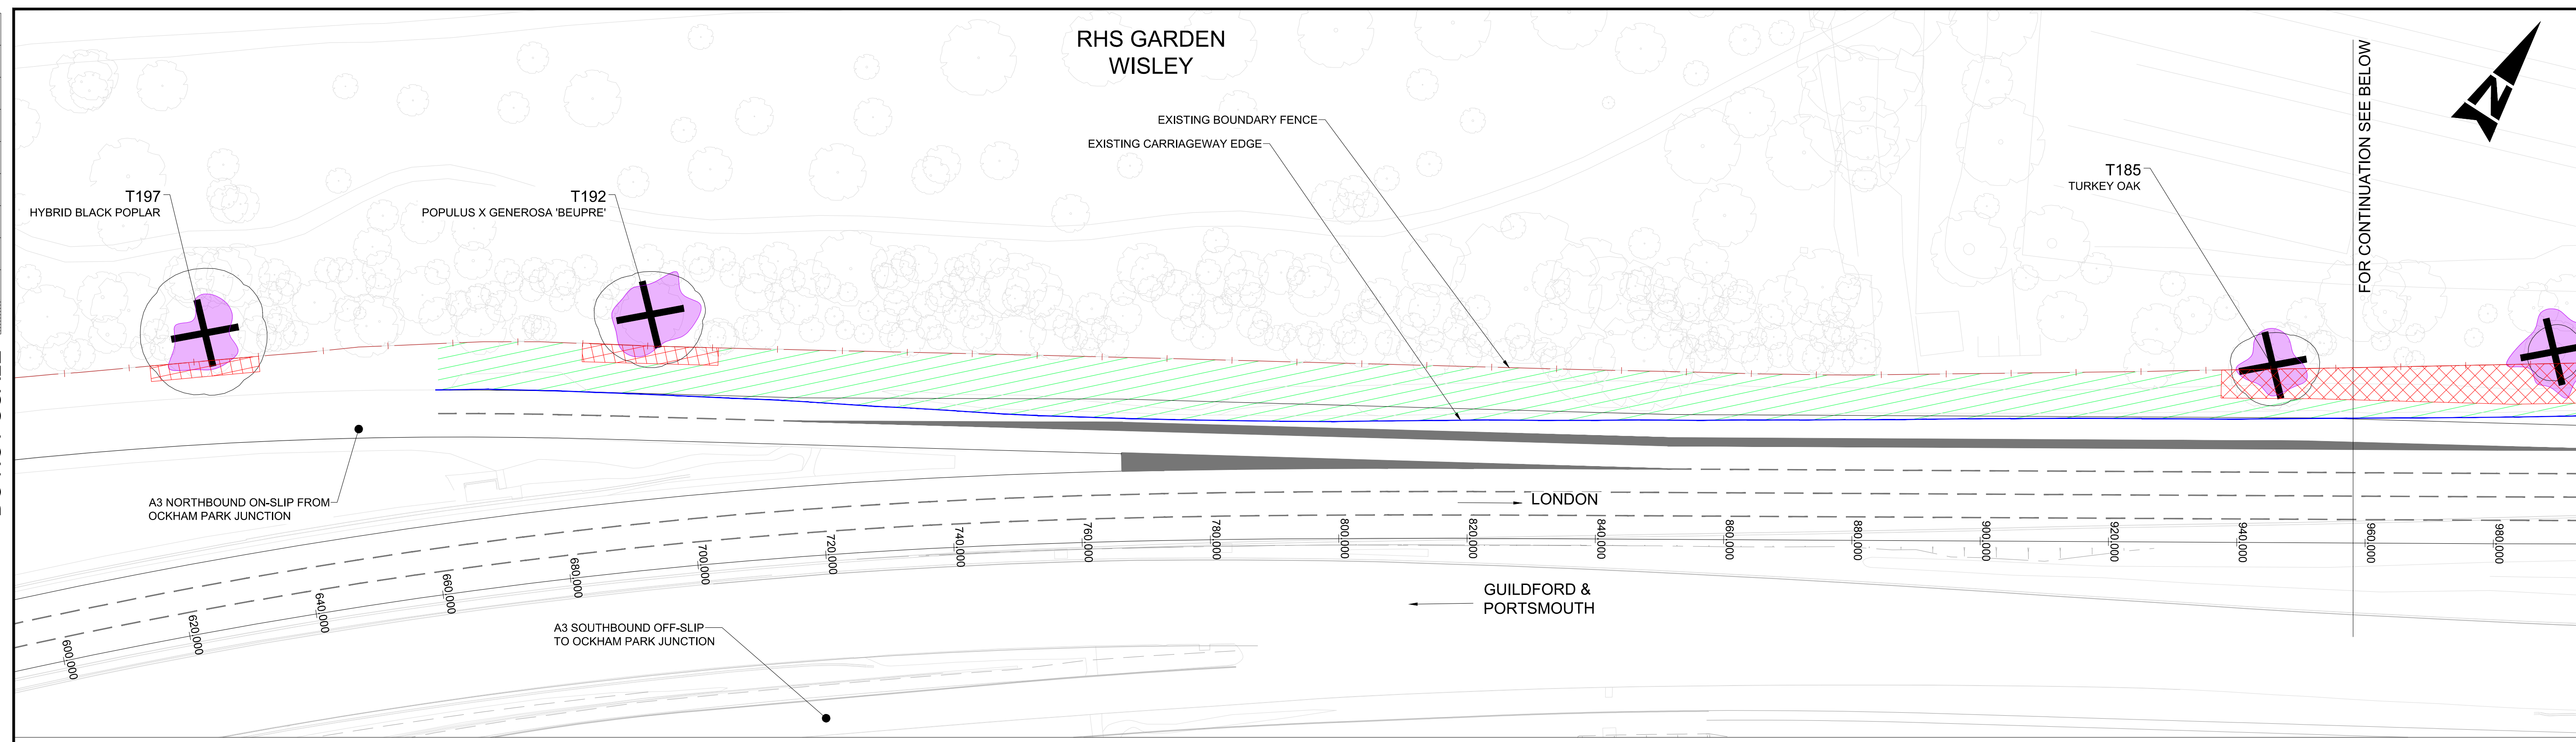 RHS GARDEN
WISLEY
FOR CONTINUATION SEE BELOW
N
EXISTING BOUNDARY FENCE
EXISTING CARRIAGEWAY EDGE
T197
HYBRID BLACK POPLAR
T192
POPULUS X GENEROSA 'BEUPRE'
T185
TURKEY OAK
A3 NORTHBOUND ON-SLIP FROM
OCKHAM PARK JUNCTION
LONDON
600.000
620.000
640.000
660.000
680.000
700.000
720.000
740.000
760.000
780.000
800.000
820.000
840.000
860.000
880.000
900.000
920.000
940.000
960.000
980.000
GUILDFORD &
PORTSMOUTH
A3 SOUTHBOUND OFF-SLIP
TO OCKHAM PARK JUNCTION